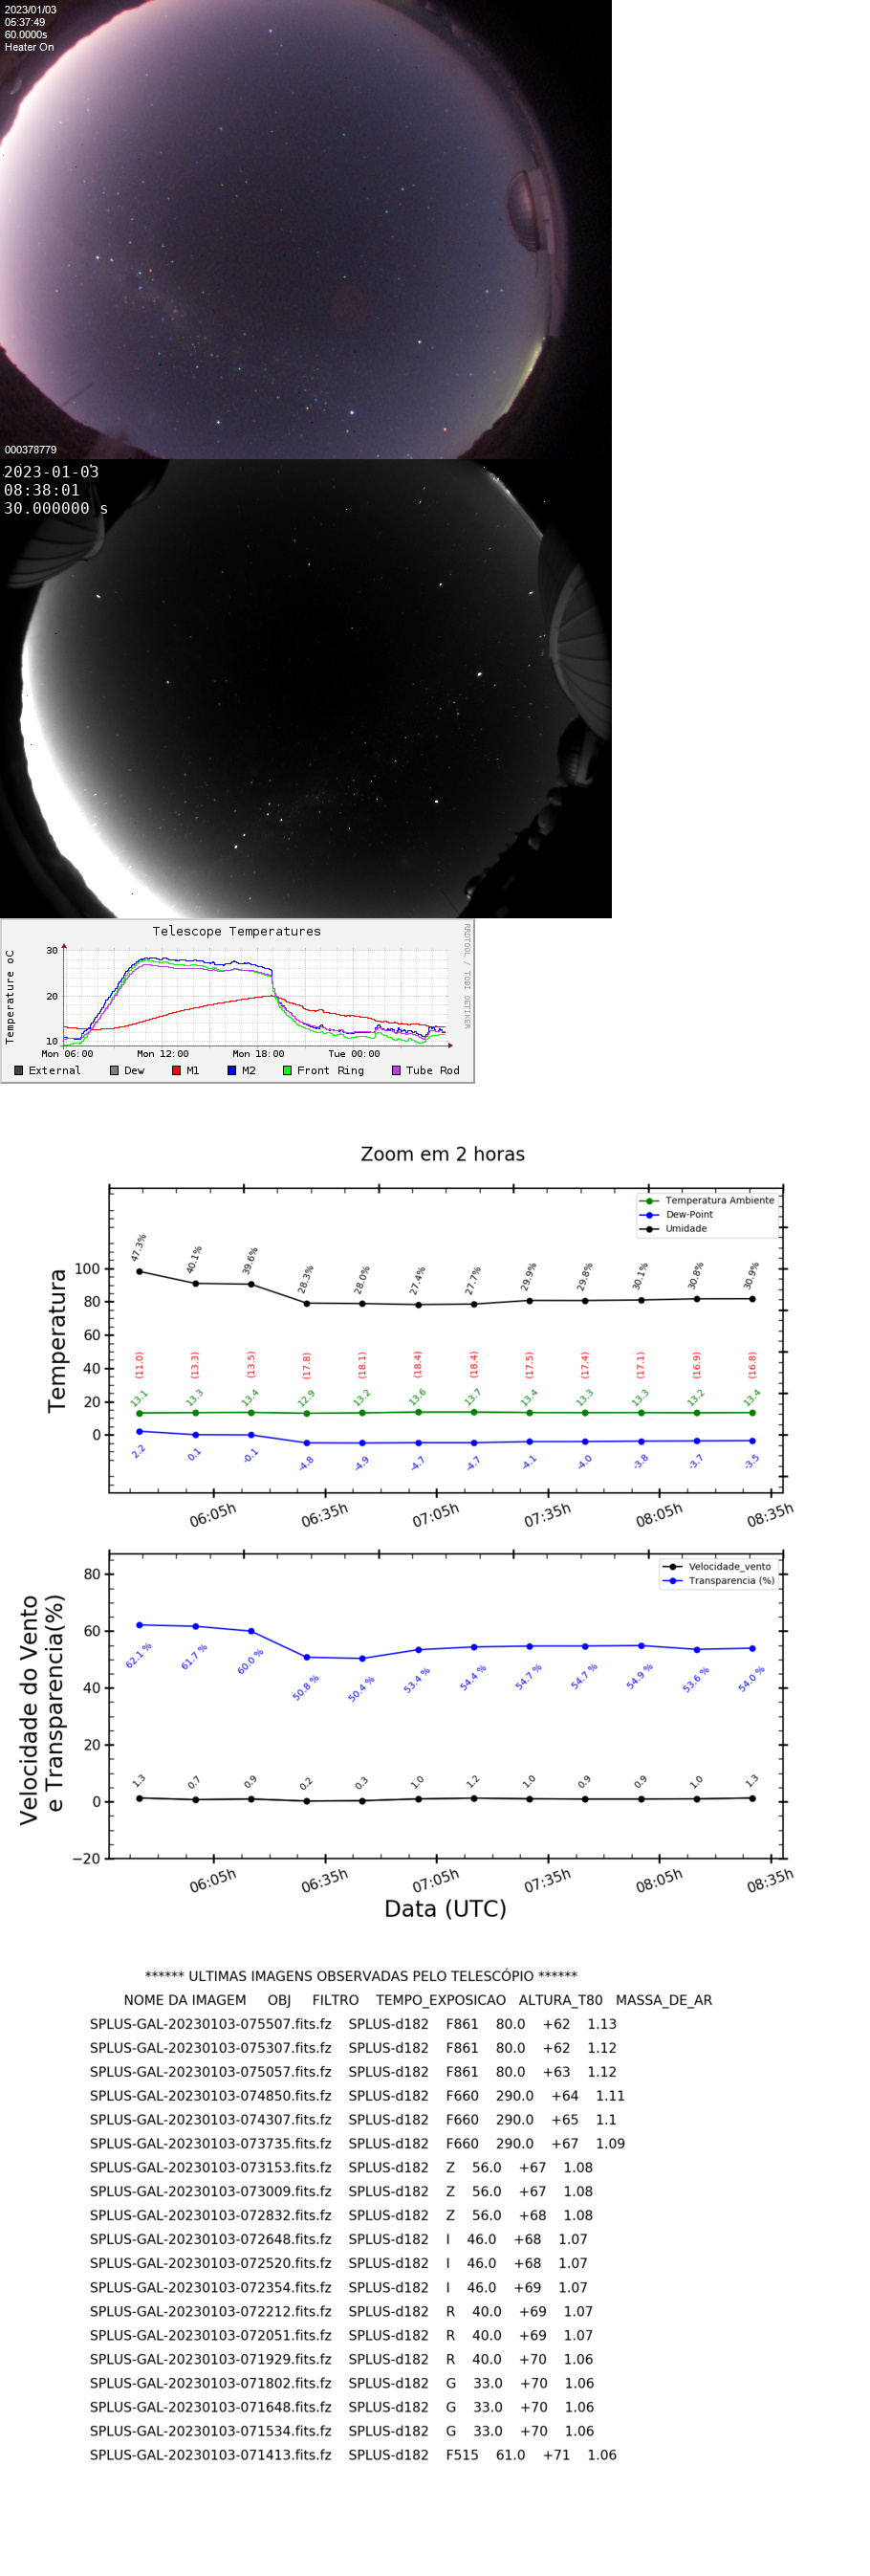 2023/01/03
05:37:49
60.0000s
Heater On
000378779
2023-01-03
08:38:01
30.000000 s
Telescope Temperatures
RRDTOOL / TOBI OETIKER
Temperature oC
30
20
10
Mon 06:00 Mon 12:00 Mon 18:00 Tue 00:00
External Dew M1 M2 Front Ring Tube Rod
Zoom em 2 horas
Temperatura Ambiente
Dew-Point
Umidade
Temperatura
100
80
60
40
20
0
47.3% 40.1% 39.6% 28.3% 28.0% 27.4% 27.7% 29.9% 29.8% 30.1% 30.8% 30.9%
(11.0) (13.3) (13.5) (17.8) (18.1) (18.4) (18.4) (17.5) (17.4) (17.1) (16.9) (16.8)
13.1 13.3 13.4 12.9 13.2 13.6 13.7 13.4 13.3 13.3 13.2 13.4
2.2 0.1 -0.1 -4.8 -4.9 -4.7 -4.7 -4.1 -4.0 -3.8 -3.7 -3.5
06:05h 06:35h 07:05h 07:35h 08:05h 08:35h
Velocidade_vento
Transparencia (%)
Velocidade do Vento
e Transparencia(%)
80
60
40
20
0
−20
62.1 % 61.7 % 60.0 % 50.8 % 50.4 % 53.4 % 54.4 % 54.7 % 54.7 % 54.9 % 53.6 % 54.0 %
1.3 0.7 0.9 0.2 0.3 1.0 1.2 1.0 0.9 0.9 1.0 1.3
06:05h 06:35h 07:05h 07:35h 08:05h 08:35h
Data (UTC)
****** ULTIMAS IMAGENS OBSERVADAS PELO TELESCÓPIO ******
NOME DA IMAGEM OBJ FILTRO TEMPO_EXPOSICAO ALTURA_T80 MASSA_DE_AR
SPLUS-GAL-20230103-075507.fits.fz SPLUS-d182 F861 80.0 +62 1.13
SPLUS-GAL-20230103-075307.fits.fz SPLUS-d182 F861 80.0 +62 1.12
SPLUS-GAL-20230103-075057.fits.fz SPLUS-d182 F861 80.0 +63 1.12
SPLUS-GAL-20230103-074850.fits.fz SPLUS-d182 F660 290.0 +64 1.11
SPLUS-GAL-20230103-074307.fits.fz SPLUS-d182 F660 290.0 +65 1.1
SPLUS-GAL-20230103-073735.fits.fz SPLUS-d182 F660 290.0 +67 1.09
SPLUS-GAL-20230103-073153.fits.fz SPLUS-d182 Z 56.0 +67 1.08
SPLUS-GAL-20230103-073009.fits.fz SPLUS-d182 Z 56.0 +67 1.08
SPLUS-GAL-20230103-072832.fits.fz SPLUS-d182 Z 56.0 +68 1.08
SPLUS-GAL-20230103-072648.fits.fz SPLUS-d182 I 46.0 +68 1.07
SPLUS-GAL-20230103-072520.fits.fz SPLUS-d182 I 46.0 +68 1.07
SPLUS-GAL-20230103-072354.fits.fz SPLUS-d182 I 46.0 +69 1.07
SPLUS-GAL-20230103-072212.fits.fz SPLUS-d182 R 40.0 +69 1.07
SPLUS-GAL-20230103-072051.fits.fz SPLUS-d182 R 40.0 +69 1.07
SPLUS-GAL-20230103-071929.fits.fz SPLUS-d182 R 40.0 +70 1.06
SPLUS-GAL-20230103-071802.fits.fz SPLUS-d182 G 33.0 +70 1.06
SPLUS-GAL-20230103-071648.fits.fz SPLUS-d182 G 33.0 +70 1.06
SPLUS-GAL-20230103-071534.fits.fz SPLUS-d182 G 33.0 +70 1.06
SPLUS-GAL-20230103-071413.fits.fz SPLUS-d182 F515 61.0 +71 1.06